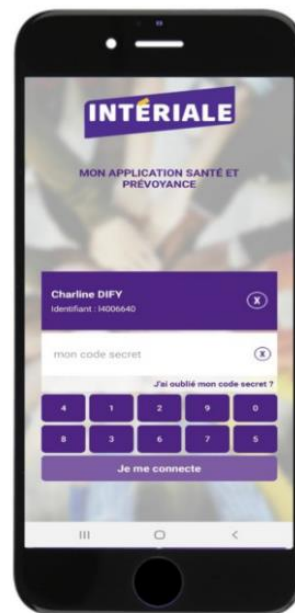 INTÉRIALE
MON APPLICATION SANTÉ ET
PRÉVOYANCE
Charline DIFY
Identifiant : I4006640
X
mon code secret
X
J'ai oublié mon code secret ?
4 1 2 9 0
8 3 6 7 5
Je me connecte